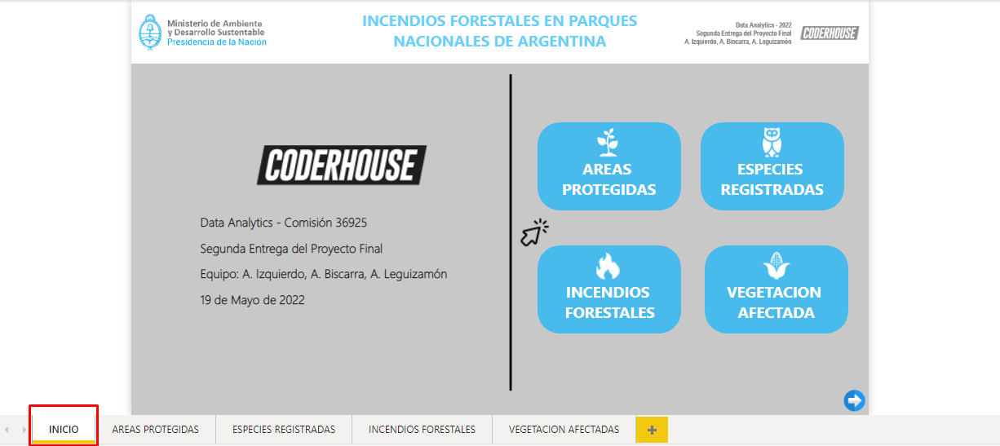 Ministerio de Ambiente
y Desarrollo Sustentable
Presidencia de la Nación
INCENDIOS FORESTALES EN PARQUES
NACIONALES DE ARGENTINA
Data Analytics - 2022
Segunda Entrega del Proyecto Final
A. Izquierdo, A. Biscarra, A. Leguizamón
CODERHOUSE
CODERHOUSE
Data Analytics - Comisión 36925
Segunda Entrega del Proyecto Final
Equipo: A. Izquierdo, A. Biscarra, A. Leguizamón
19 de Mayo de 2022
AREAS
PROTEGIDAS
ESPECIES
REGISTRADAS
INCENDIOS
FORESTALES
VEGETACION
AFECTADA
INICIO
AREAS PROTEGIDAS
ESPECIES REGISTRADAS
INCENDIOS FORESTALES
VEGETACION AFECTADAS